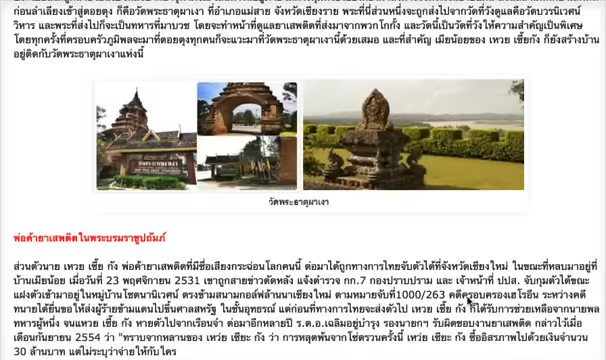 ก่อนลำเลียงเข้าสู่ดอยตุง ก็คือวัดพระธาตุผาเงา ที่อำเภอแม่สาย จังหวัดเชียงราย พระที่นี่ส่วนหนึ่งจะถูกส่งไปจากวัดที่วังดูแลคือวัดบวรนิเวศน์
วิหาร และพระที่ส่งไปก็จะเป็นทหารที่มาบวช โดยจะทำหน้าที่ดูแลยาเสพติดที่ส่งมาจากพวกโกกั้ง และวัดนี้เป็นวัดที่วังให้ความสำคัญเป็นพิเศษ
โดยทุกครั้งที่ครอบครัวภูมิพลจะมาที่ดอยตุงทุกคนก็จะแวะมาที่วัดพระธาตุผาเงานี้ด้วยเสมอ และที่สำคัญ เมียน้อยของ เหวย เซี๊ยกัง ก็ยังสร้างบ้าน
อยู่ติดกับวัดพระธาตุผาเงาแห่งนี้
วัดพระธาตุผาเงา
พ่อค้ายาเสพติดในพระบรมราชูปถัมภ์
ส่วนตัวนาย เหวย เซี๊ย กัง พ่อค้ายาเสพติดที่มีชื่อเสียงกระฉ่อนโลกคนนี้ ต่อมาได้ถูกทางการไทยจับตัวได้ที่จังหวัดเชียงใหม่ ในขณะที่หลบมาอยู่ที่
บ้านเมียน้อย เมื่อวันที่ 23 พฤศจิกายน 2531 เขาถูกสายข่าวดัดหลัง แจ้งตำรวจ กก.7 กองปราบปราม และ เจ้าหน้าที่ ปปส. จับกุมตัวได้ขณะ
แฝงตัวเข้ามาอยู่ในหมู่บ้านโชตนานิเวศน์ ตรงข้ามสนามกอล์ฟล้านนาเชียงใหม่ ตามหมายจับที่1000/263 คดีครอบครองเฮโรอีน ระหว่างคดี
ทนายได้ยื่นขอให้ส่งผู้ร้ายข้ามแดนไปขึ้นศาลสหรัฐ ในชั้นอุทธรณ์ แต่ก่อนที่ทางการไทยจะส่งตัวไป เหวย เซี๊ย กัง ก็ได้รับการช่วยเหลือจากนายพล
ทหารผู้หนึ่ง จนแหวย เซี๊ย กัง หายตัวไปจากเรือนจำ ต่อมาอีกหลายปี ร.ต.อ.เฉลิมอยู่บำรุง รองนายกฯ รับผิดชอบงานยาเสพติด กล่าวไว้เมื่อ
เดือนกันยายน 2554 ว่า "ทราบจากหลานของ เหวย เซียะ กัง ว่า การหลุดพ้นจากโซ่ตรวนครั้งนี้ เหวย เซียะ กัง ซื้ออิสรภาพไปด้วยเงินจำนวน
30 ล้านบาท แต่ไม่ระบุว่าจ่ายให้กับใคร